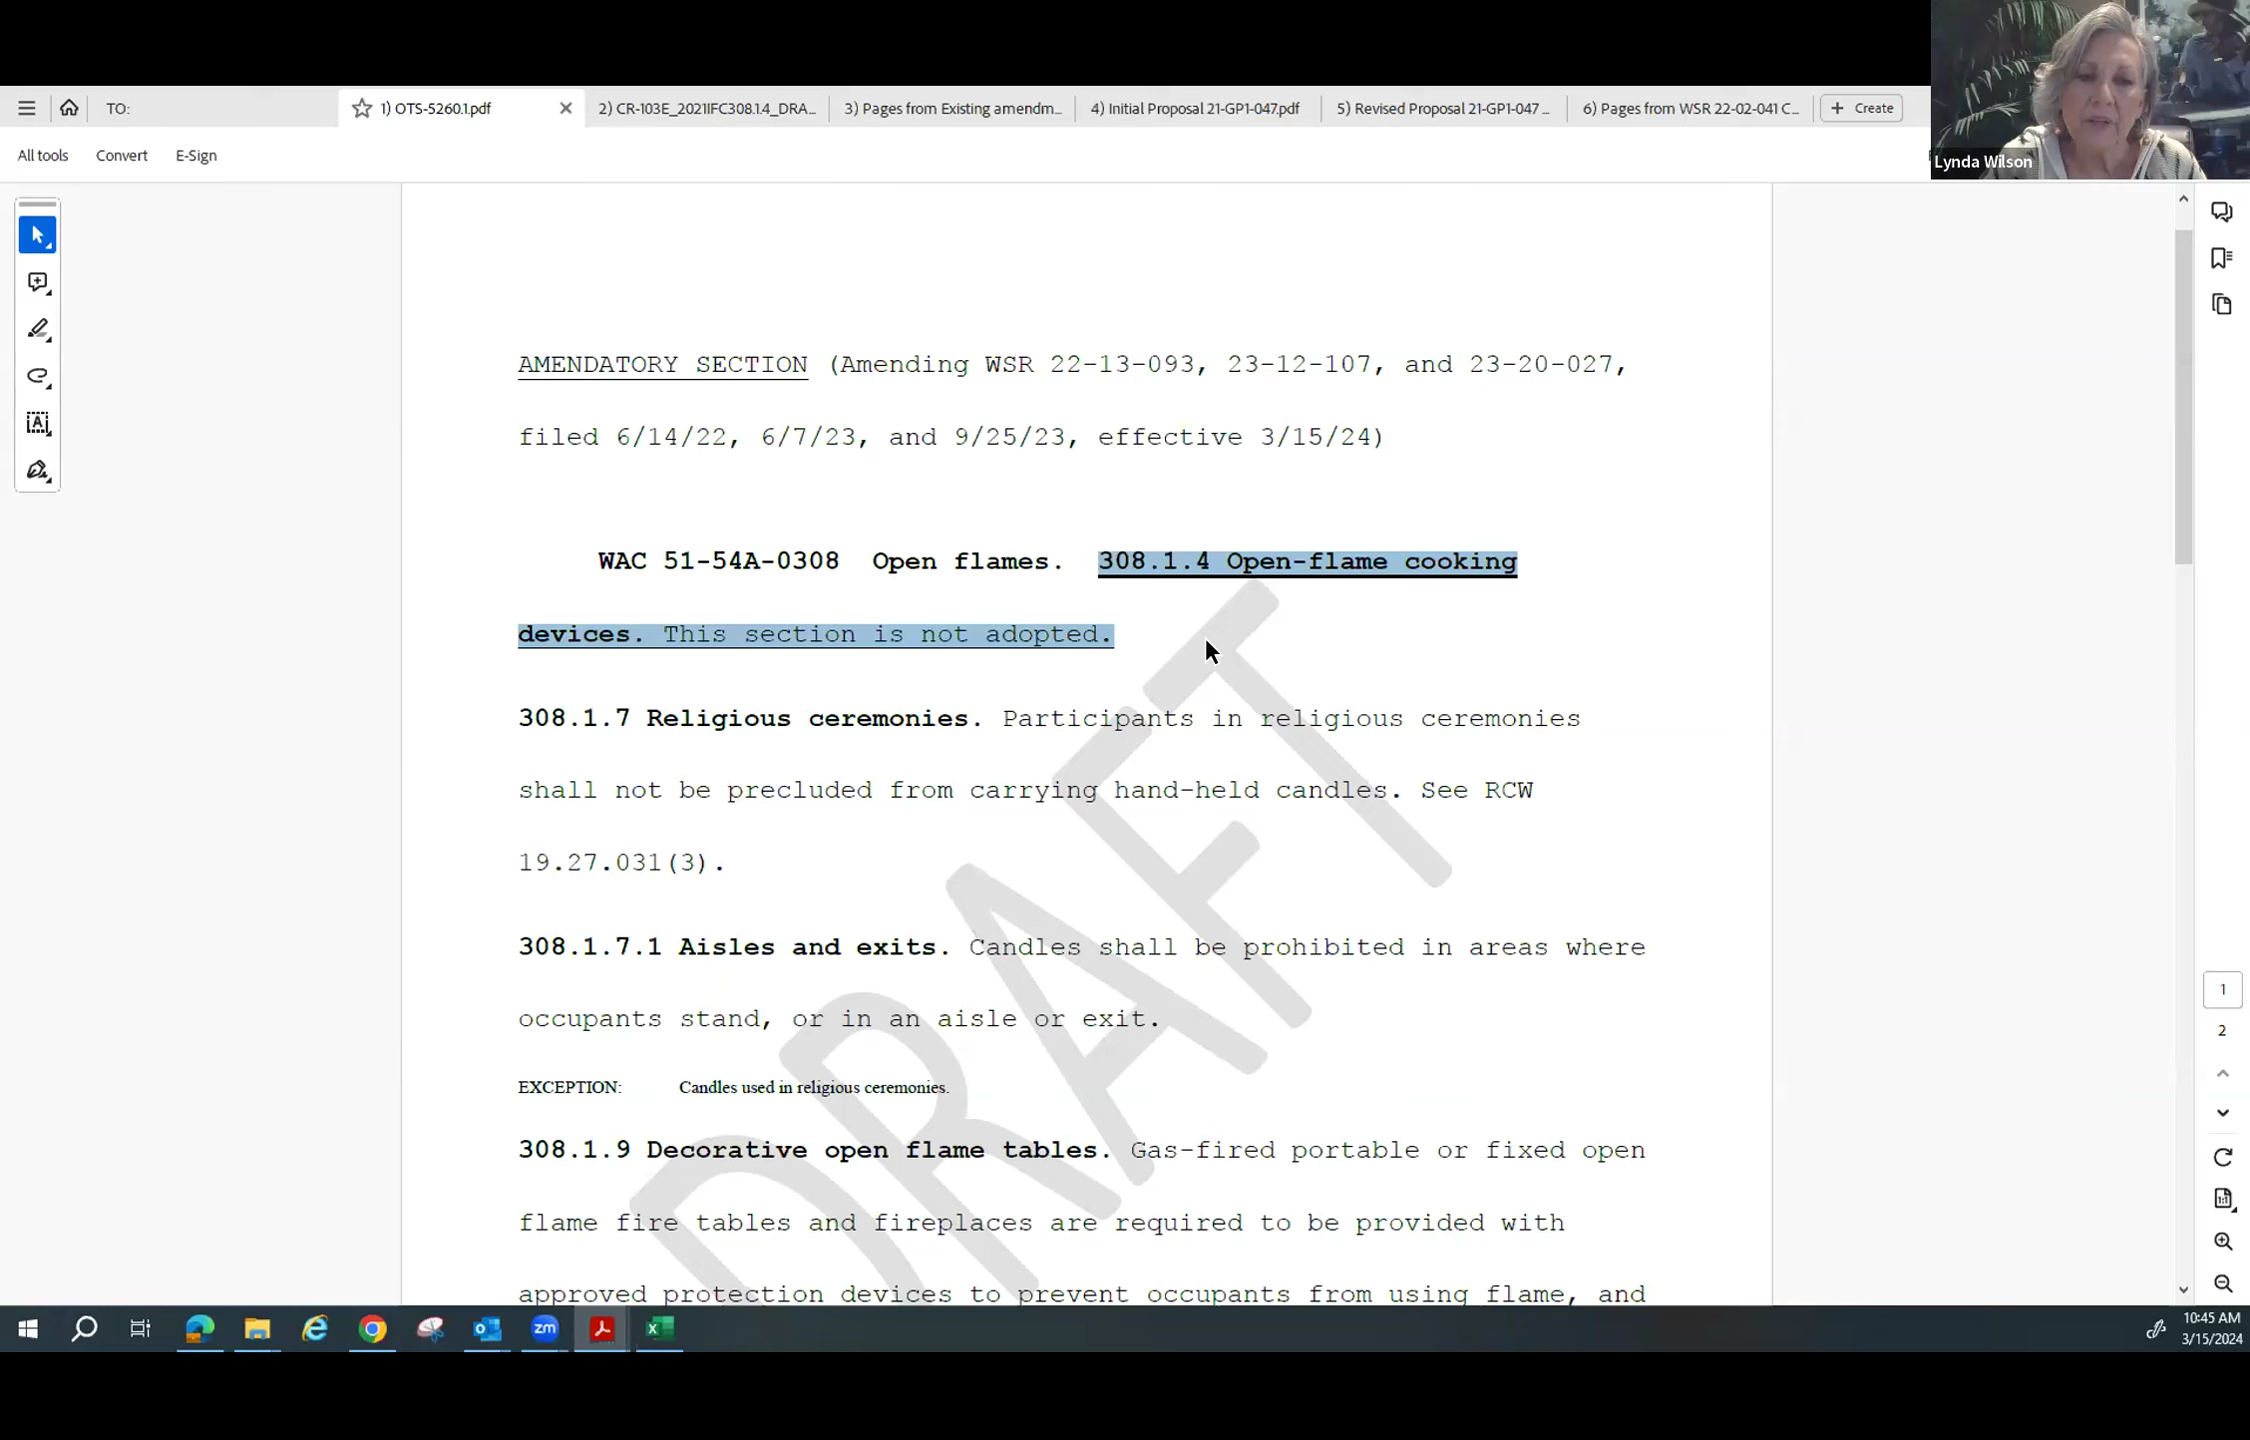 TO:
1) OTS-5260.1.pdf
2) CR-103E_2021IFC308.1.4_DRA...
3) Pages from Existing amendm...
4) Initial Proposal 21-GP1-047.pdf
5) Revised Proposal 21-GP1-047 ...
6) Pages from WSR 22-02-041 C...
+ Create
All tools Convert E-Sign
Lynda Wilson
AMENDATORY SECTION (Amending WSR 22-13-093, 23-12-107, and 23-20-027,
filed 6/14/22, 6/7/23, and 9/25/23, effective 3/15/24)
WAC 51-54A-0308 Open flames. 308.1.4 Open-flame cooking
devices. This section is not adopted.
308.1.7 Religious ceremonies. Participants in religious ceremonies
shall not be precluded from carrying hand-held candles. See RCW
19.27.031(3).
308.1.7.1 Aisles and exits. Candles shall be prohibited in areas where
occupants stand, or in an aisle or exit.
EXCEPTION: Candles used in religious ceremonies.
308.1.9 Decorative open flame tables. Gas-fired portable or fixed open
flame fire tables and fireplaces are required to be provided with
approved protection devices to prevent occupants from using flame, and
DRAFT
1
2
zm
10:45 AM
3/15/2024